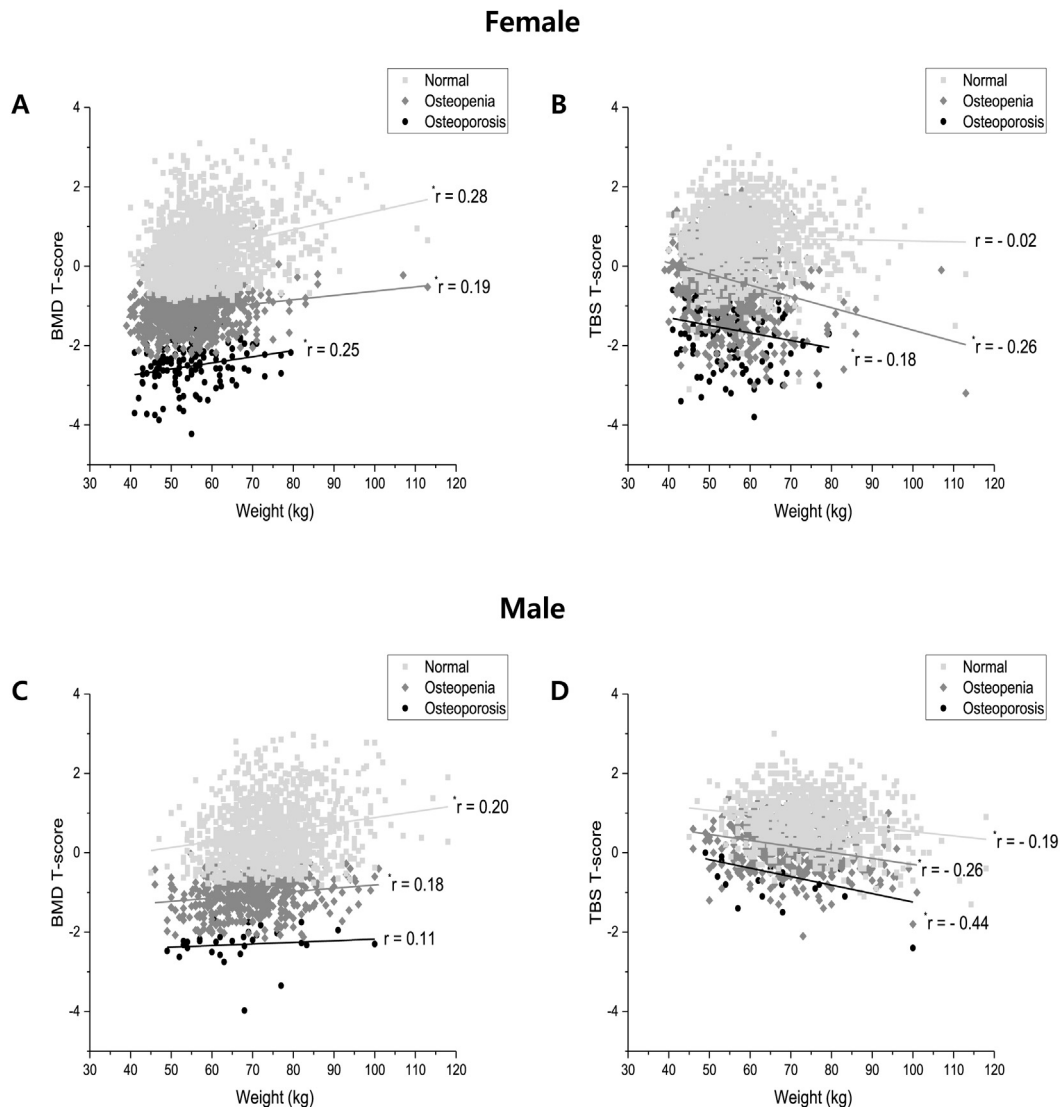 Female
A
Normal
Osteopenia
Osteoporosis
BMD T-score
4
2
0
-2
-4
*r = 0.28
*r = 0.19
*r = 0.25
30 40 50 60 70 80 90 100 110 120
Weight (kg)
B
Normal
Osteopenia
Osteoporosis
TBS T-score
4
2
0
-2
-4
r = - 0.02
*r = - 0.26
*r = - 0.18
30 40 50 60 70 80 90 100 110 120
Weight (kg)
Male
C
Normal
Osteopenia
Osteoporosis
BMD T-score
4
2
0
-2
-4
*r = 0.20
*r = 0.18
r = 0.11
30 40 50 60 70 80 90 100 110 120
Weight (kg)
D
Normal
Osteopenia
Osteoporosis
TBS T-score
4
2
0
-2
-4
*r = - 0.19
*r = - 0.26
*r = - 0.44
30 40 50 60 70 80 90 100 110 120
Weight (kg)